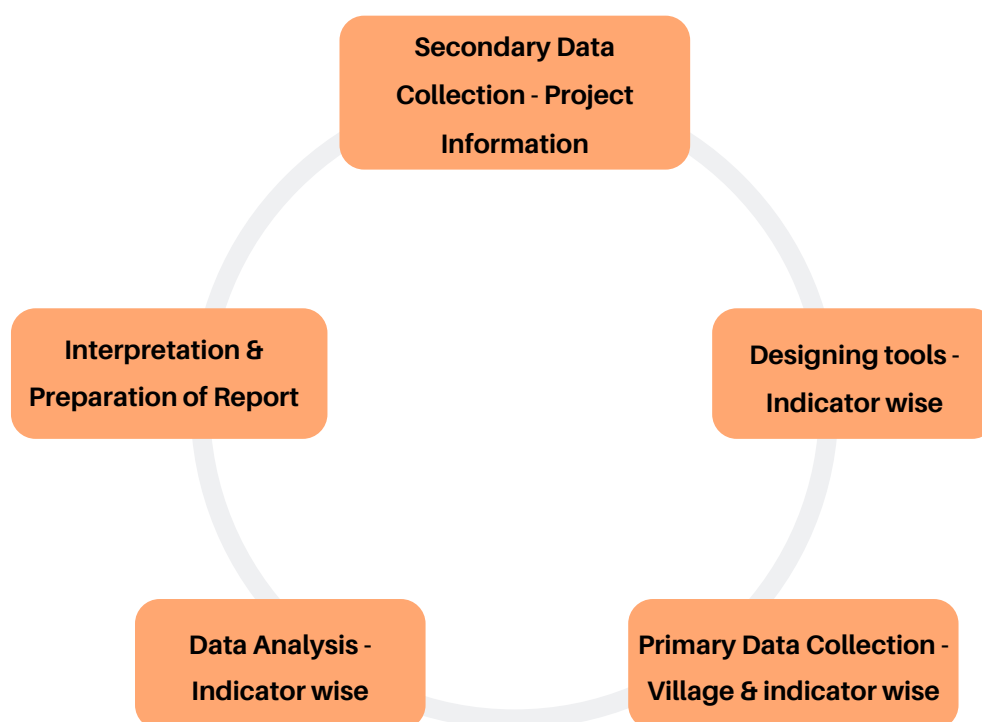 Secondary Data
Collection - Project
Information
Designing tools -
Indicator wise
Primary Data Collection -
Village & indicator wise
Data Analysis -
Indicator wise
Interpretation &
Preparation of Report